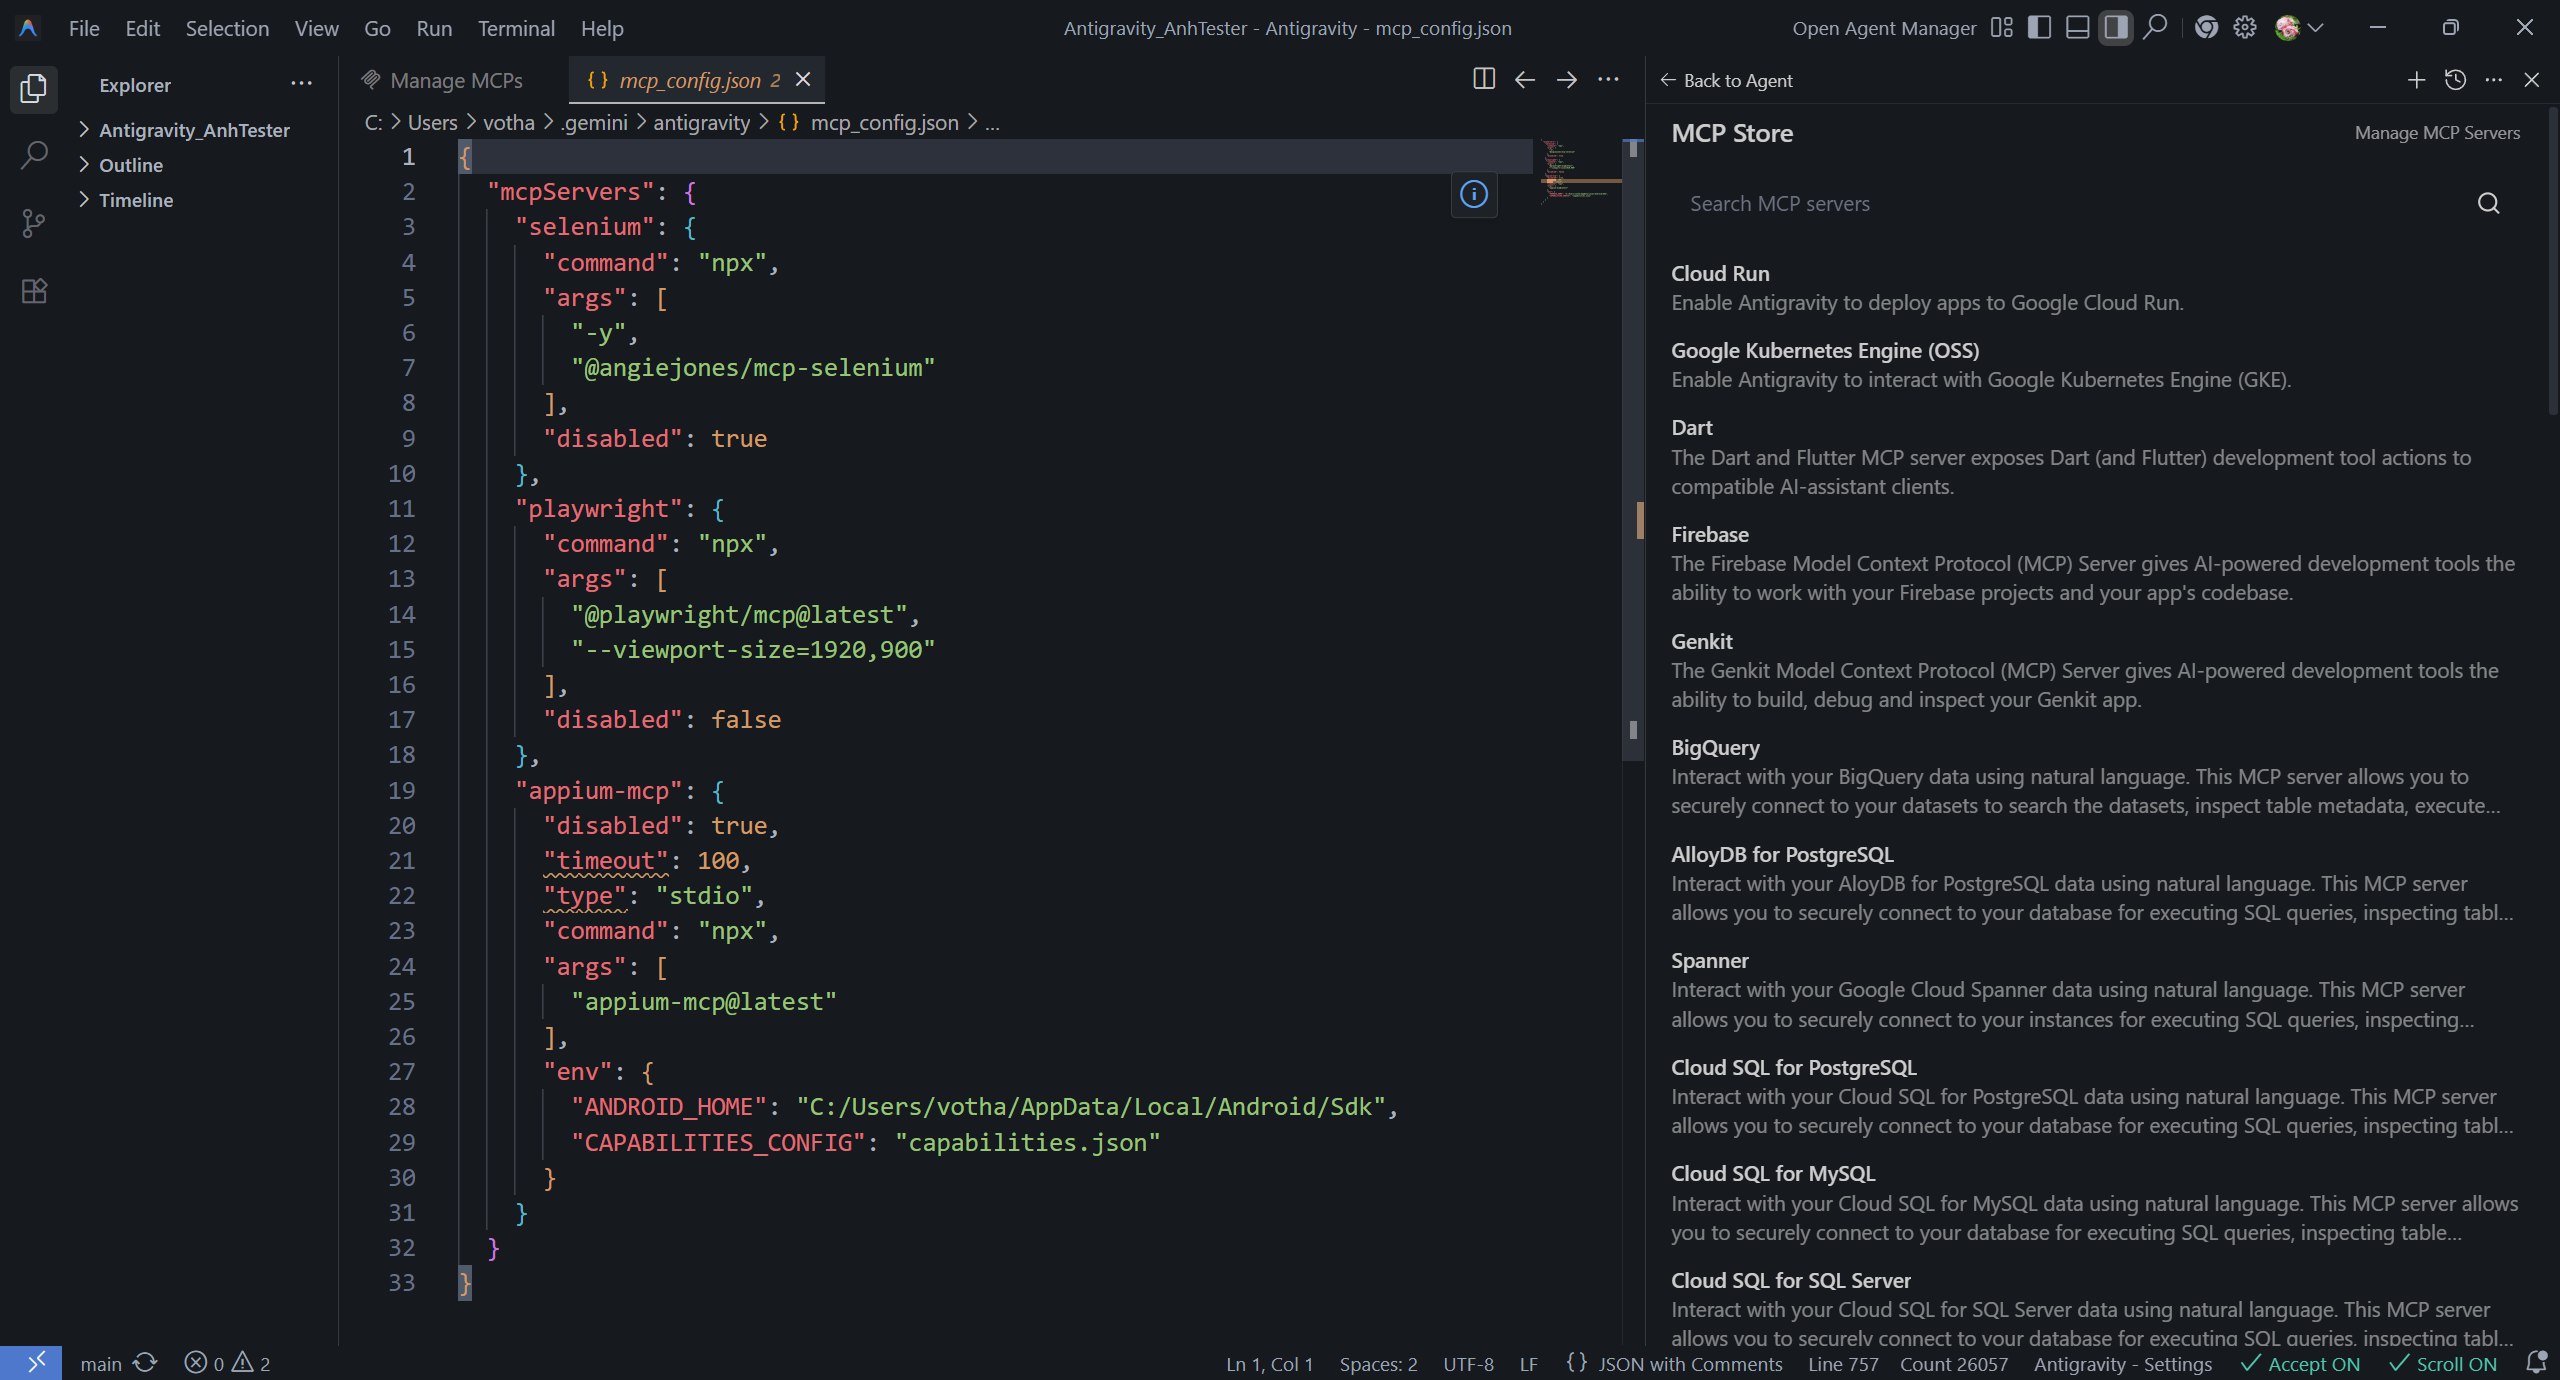 File Edit Selection View Go Run Terminal Help
Antigravity_AnhTester - Antigravity - mcp_config.json
Open Agent Manager
Explorer
Antigravity_AnhTester
Outline
Timeline
Manage MCPs
{} mcp_config.json 2
C: > Users > votha > .gemini > antigravity > {} mcp_config.json > ...
1 {
2 "mcpServers": {
3 "selenium": {
4 "command": "npx",
5 "args": [
6 "-y",
7 "@angiejones/mcp-selenium"
8 ],
9 "disabled": true
10 },
11 "playwright": {
12 "command": "npx",
13 "args": [
14 "@playwright/mcp@latest",
15 "--viewport-size=1920,900"
16 ],
17 "disabled": false
18 },
19 "appium-mcp": {
20 "disabled": true,
21 "timeout": 100,
22 "type": "stdio",
23 "command": "npx",
24 "args": [
25 "appium-mcp@latest"
26 ],
27 "env": {
28 "ANDROID_HOME": "C:/Users/votha/AppData/Local/Android/Sdk",
29 "CAPABILITIES_CONFIG": "capabilities.json"
30 }
31 }
32 }
33 }
Back to Agent
MCP Store
Manage MCP Servers
Search MCP servers
Cloud Run
Enable Antigravity to deploy apps to Google Cloud Run.
Google Kubernetes Engine (OSS)
Enable Antigravity to interact with Google Kubernetes Engine (GKE).
Dart
The Dart and Flutter MCP server exposes Dart (and Flutter) development tool actions to
compatible AI-assistant clients.
Firebase
The Firebase Model Context Protocol (MCP) Server gives AI-powered development tools the
ability to work with your Firebase projects and your app's codebase.
Genkit
The Genkit Model Context Protocol (MCP) Server gives AI-powered development tools the
ability to build, debug and inspect your Genkit app.
BigQuery
Interact with your BigQuery data using natural language. This MCP server allows you to
securely connect to your datasets to search the datasets, inspect table metadata, execute...
AlloyDB for PostgreSQL
Interact with your AloyDB for PostgreSQL data using natural language. This MCP server
allows you to securely connect to your database for executing SQL queries, inspecting tabl...
Spanner
Interact with your Google Cloud Spanner data using natural language. This MCP server
allows you to securely connect to your instances for executing SQL queries, inspecting...
Cloud SQL for PostgreSQL
Interact with your Cloud SQL for PostgreSQL data using natural language. This MCP server
allows you to securely connect to your database for executing SQL queries, inspecting tabl...
Cloud SQL for MySQL
Interact with your Cloud SQL for MySQL data using natural language. This MCP server allows
you to securely connect to your database for executing SQL queries, inspecting table...
Cloud SQL for SQL Server
Interact with your Cloud SQL for SQL Server data using natural language. This MCP server
allows you to securely connect to your database for executing SQL queries, inspecting tabl...
main 0 2
Ln 1, Col 1 Spaces: 2 UTF-8 LF {} JSON with Comments Line 757 Count 26057 Antigravity - Settings Accept ON Scroll ON